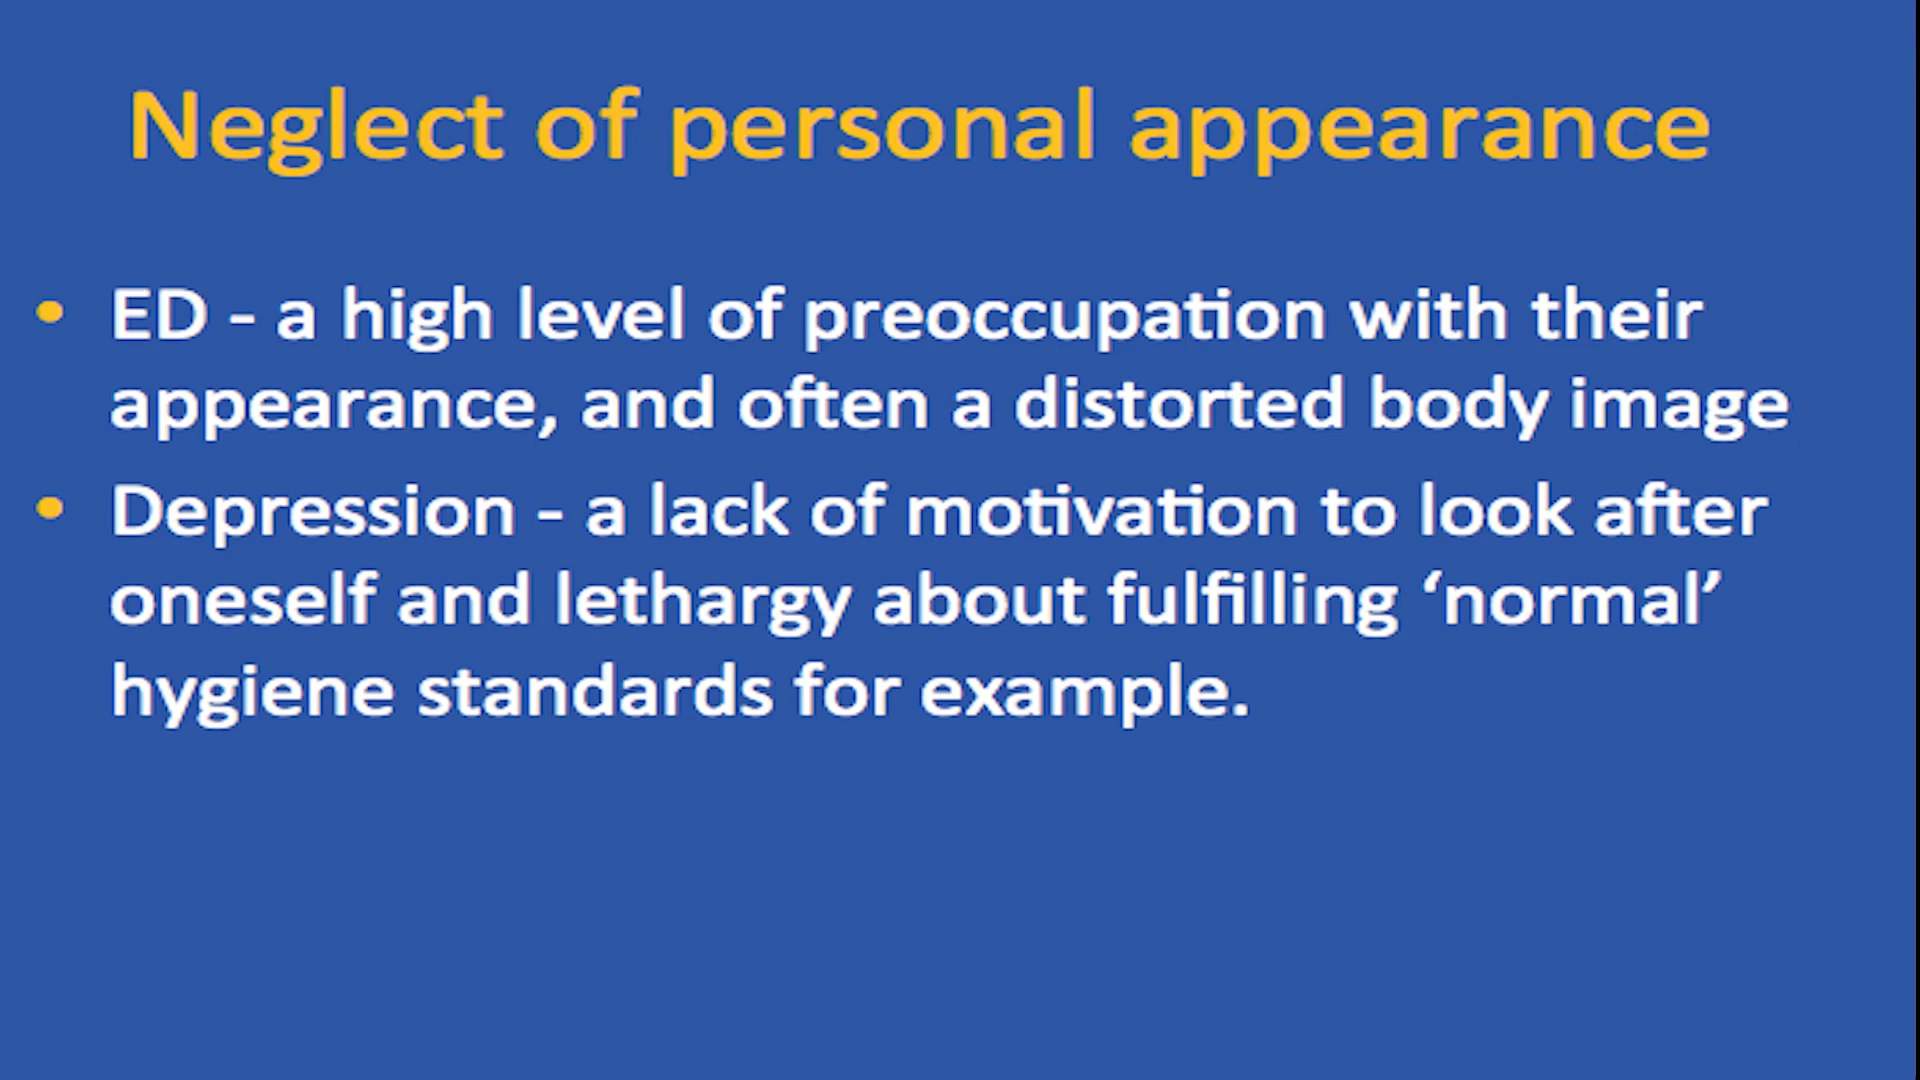 Neglect of personal appearance
• ED - a high level of preoccupation with their
appearance, and often a distorted body image
• Depression - a lack of motivation to look after
oneself and lethargy about fulfilling ‘normal’
hygiene standards for example.